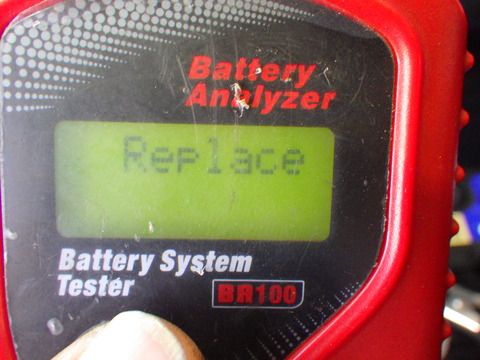 Battery
Analyzer
Replace
Battery System
Tester
BR100